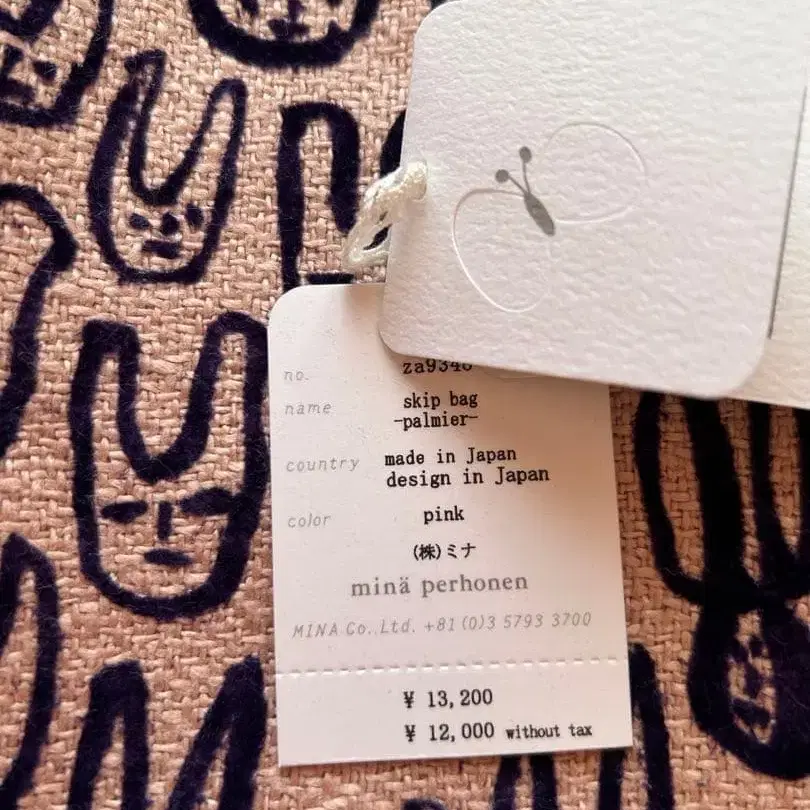 no.
name skip bag
-palmier-
country made in Japan
design in Japan
color pink
(株)ミナ
minä perhonen
MINA Co.,Ltd. +81(0)3 5793 3700
¥ 13,200
¥ 12,000 without tax